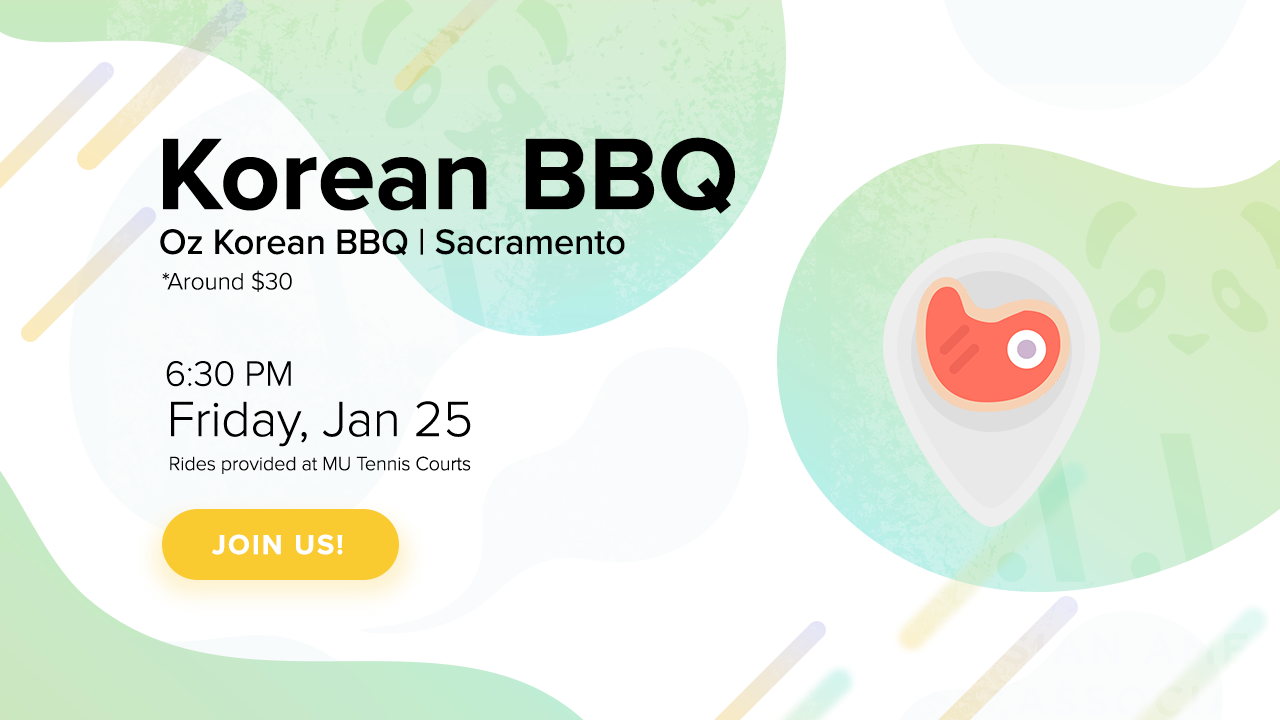 Korean BBQ
Oz Korean BBQ | Sacramento
*Around $30
6:30 PM
Friday, Jan 25
Rides provided at MU Tennis Courts
JOIN US!